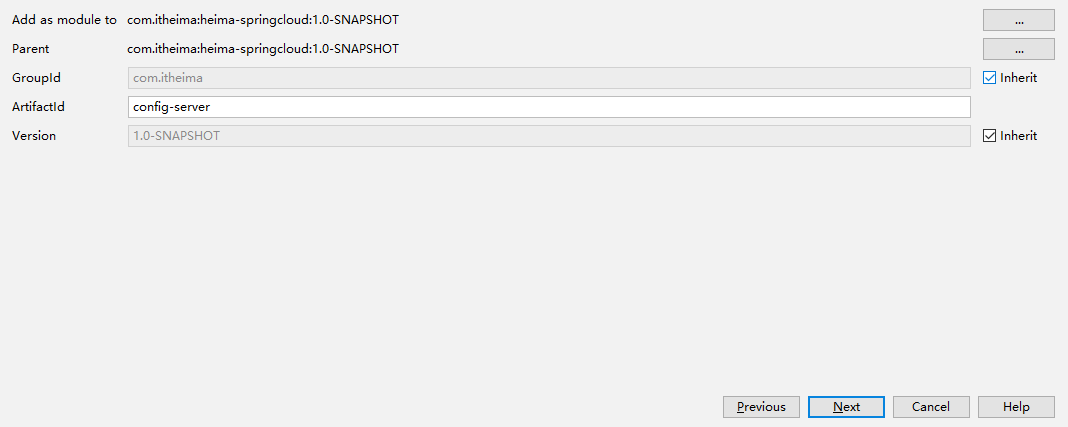 Add as module to com.itheima:heima-springcloud:1.0-SNAPSHOT ...
Parent com.itheima:heima-springcloud:1.0-SNAPSHOT ...
GroupId com.itheima Inherit
ArtifactId config-server
Version 1.0-SNAPSHOT Inherit
Previous Next Cancel Help